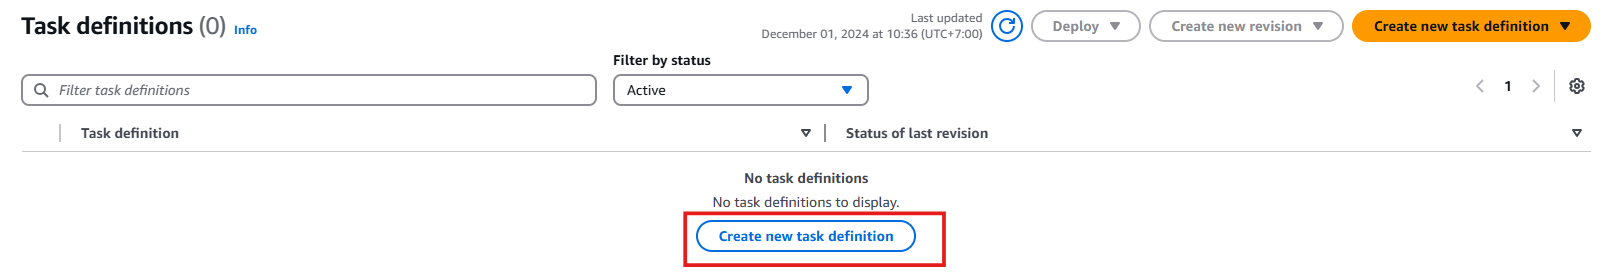 Task definitions (0) Info
Last updated
December 01, 2024 at 10:36 (UTC+7:00)
Deploy
Create new revision
Create new task definition
Filter by status
Filter task definitions
Active
1
Task definition
Status of last revision
No task definitions
No task definitions to display.
Create new task definition